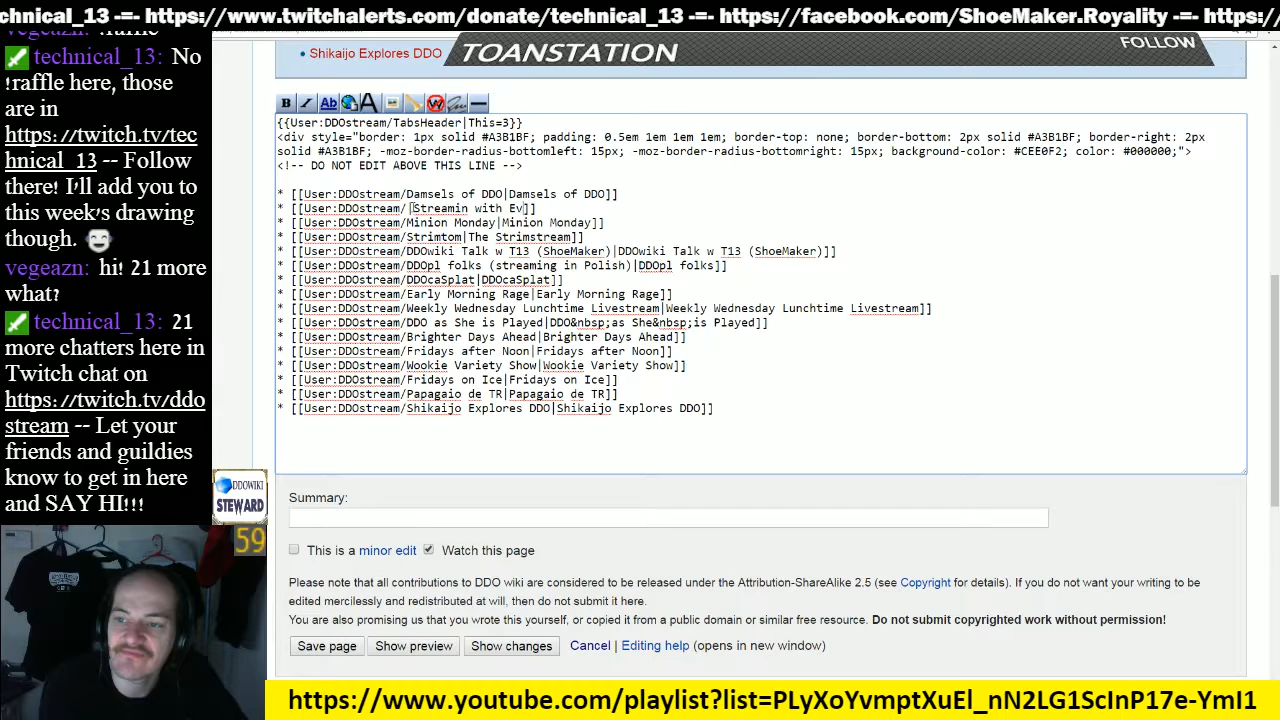 chnical_13 -=- https://www.twitchalerts.com/donate/technical_13 -=- https://facebook.com/ShoeMaker.Royality -=- https:/
technical_13: No
!raffle here, those
are in
https://twitch.tv/tec
hnical_13 -- Follow
there! I'll add you to
this week's drawing
though.
vegeazn: hi! 21 more
what?
technical_13: 21
more chatters here in
Twitch chat on
https://twitch.tv/ddo
stream -- Let your
friends and guildies
know to get in here
and SAY HI!!!
DDOWIKI
STEWARD
59
• Shikaijo Explores DDO
TOANSTATION
FOLLOW
B I Ab A W
{{User:DDOstream/TabsHeader|This=3}}
<div style="border: 1px solid #A3B1BF; padding: 0.5em 1em 1em 1em; border-top: none; border-bottom: 2px solid #A3B1BF; border-right: 2px
solid #A3B1BF; -moz-border-radius-bottomleft: 15px; -moz-border-radius-bottomright: 15px; background-color: #CEE0F2; color: #000000;">
<!-- DO NOT EDIT ABOVE THIS LINE -->
* [[User:DDOstream/Damsels of DDO|Damsels of DDO]]
* [[User:DDOstream/|Streamin with Ev]]
* [[User:DDOstream/Minion Monday|Minion Monday]]
* [[User:DDOstream/Strimtom|The Strimstream]]
* [[User:DDOstream/DDOwiki Talk w T13 (ShoeMaker)|DDOwiki Talk w T13 (ShoeMaker)]]
* [[User:DDOstream/DDOpl folks (streaming in Polish)|DDOpl folks]]
* [[User:DDOstream/DDOcaSplat|DDOcaSplat]]
* [[User:DDOstream/Early Morning Rage|Early Morning Rage]]
* [[User:DDOstream/Weekly Wednesday Lunchtime Livestream|Weekly Wednesday Lunchtime Livestream]]
* [[User:DDOstream/DDO as She is Played|DDO&nbsp;as She&nbsp;is Played]]
* [[User:DDOstream/Brighter Days Ahead|Brighter Days Ahead]]
* [[User:DDOstream/Fridays after Noon|Fridays after Noon]]
* [[User:DDOstream/Wookie Variety Show|Wookie Variety Show]]
* [[User:DDOstream/Fridays on Ice|Fridays on Ice]]
* [[User:DDOstream/Papagaio de TR|Papagaio de TR]]
* [[User:DDOstream/Shikaijo Explores DDO|Shikaijo Explores DDO]]
Summary:
This is a minor edit Watch this page
Please note that all contributions to DDO wiki are considered to be released under the Attribution-ShareAlike 2.5 (see Copyright for details). If you do not want your writing to be
edited mercilessly and redistributed at will, then do not submit it here.
You are also promising us that you wrote this yourself, or copied it from a public domain or similar free resource. Do not submit copyrighted work without permission!
Save page Show preview Show changes Cancel | Editing help (opens in new window)
https://www.youtube.com/playlist?list=PLyXoYvmptXuEl_nN2LG1ScInP17e-YmI1